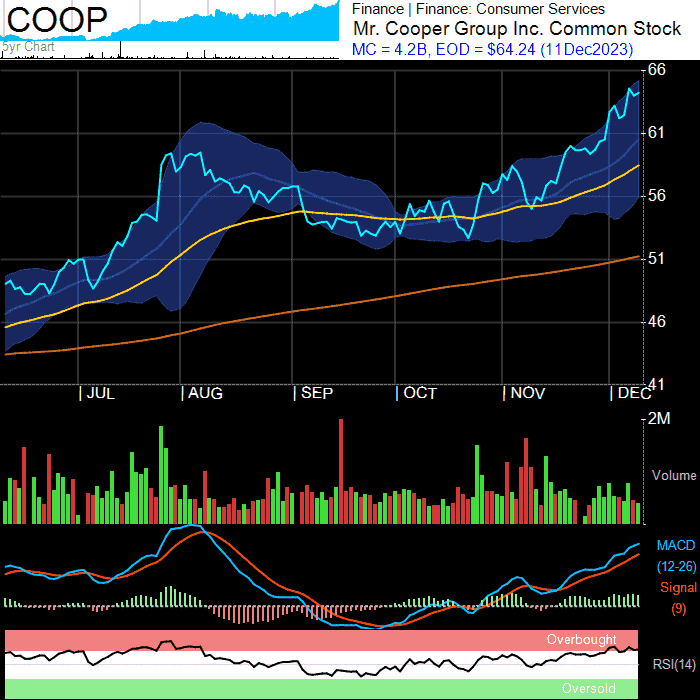 COOP
5yr Chart
Finance | Finance: Consumer Services
Mr. Cooper Group Inc. Common Stock
MC = 4.2B, EOD = $64.24 (11Dec2023)
66
61
56
51
46
41
JUL
AUG
SEP
OCT
NOV
DEC
2M
Volume
MACD
(12-26)
Signal
(9)
Overbought
RSI(14)
Oversold